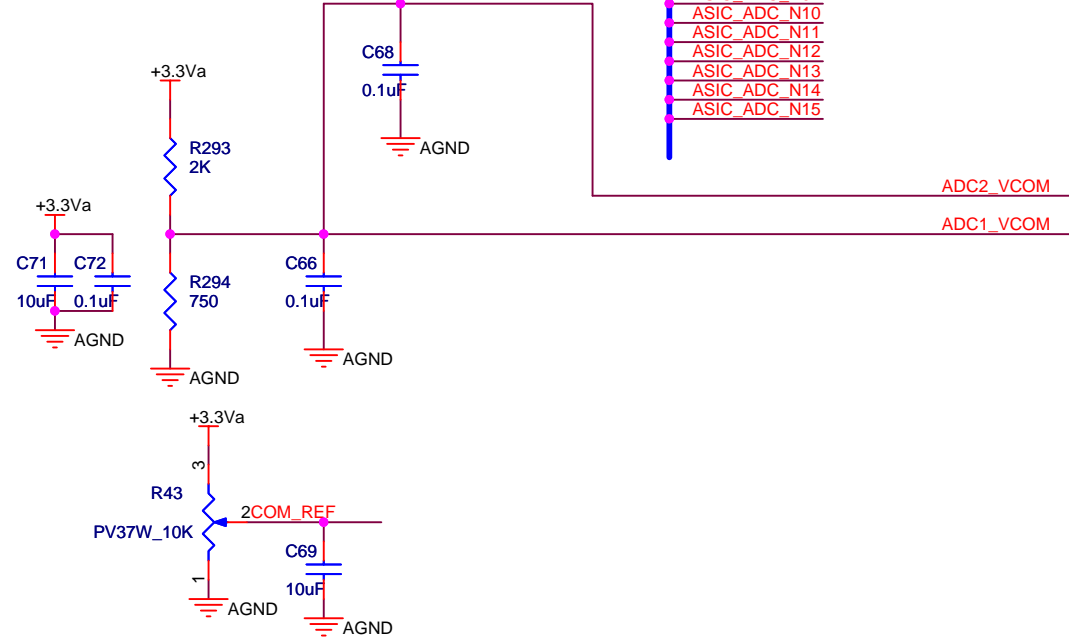 ASIC_ADC_N10
ASIC_ADC_N11
ASIC_ADC_N12
ASIC_ADC_N13
ASIC_ADC_N14
ASIC_ADC_N15
C68
0.1uF
AGND
+3.3Va
R293
2K
ADC2_VCOM
ADC1_VCOM
+3.3Va
C71
10uF
C72
0.1uF
AGND
R294
750
AGND
C66
0.1uF
AGND
+3.3Va
3
R43
PV37W_10K
2
COM_REF
1
AGND
C69
10uF
AGND